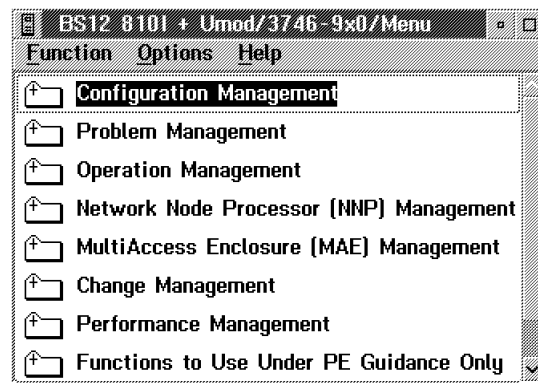 BS12 810I + Umod/3746-9x0/Menu
Function Options Help
Configuration Management
Problem Management
Operation Management
Network Node Processor (NNP) Management
MultiAccess Enclosure (MAE) Management
Change Management
Performance Management
Functions to Use Under PE Guidance Only